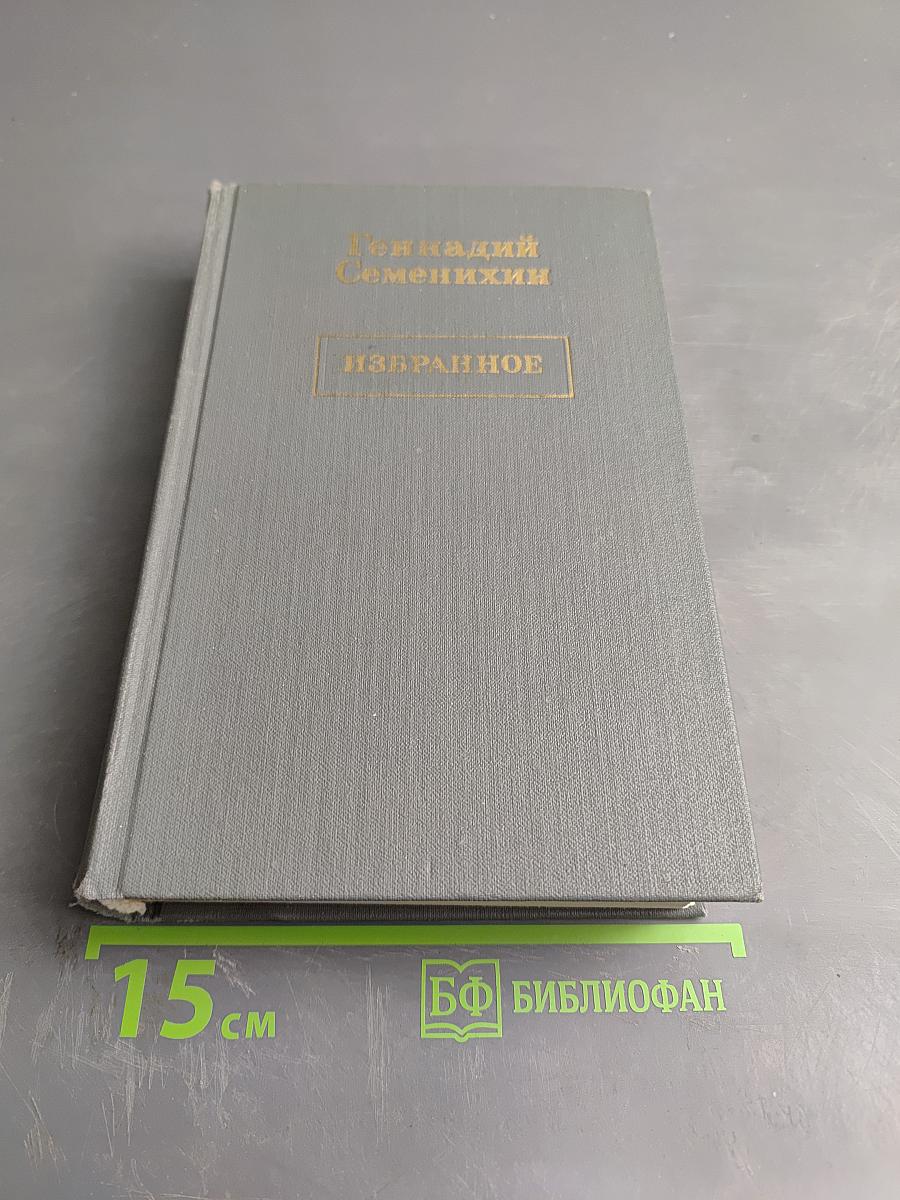 Геннадий
Семенихин
ИЗБРАННОЕ
15 см
БФ БИБЛИОФАН